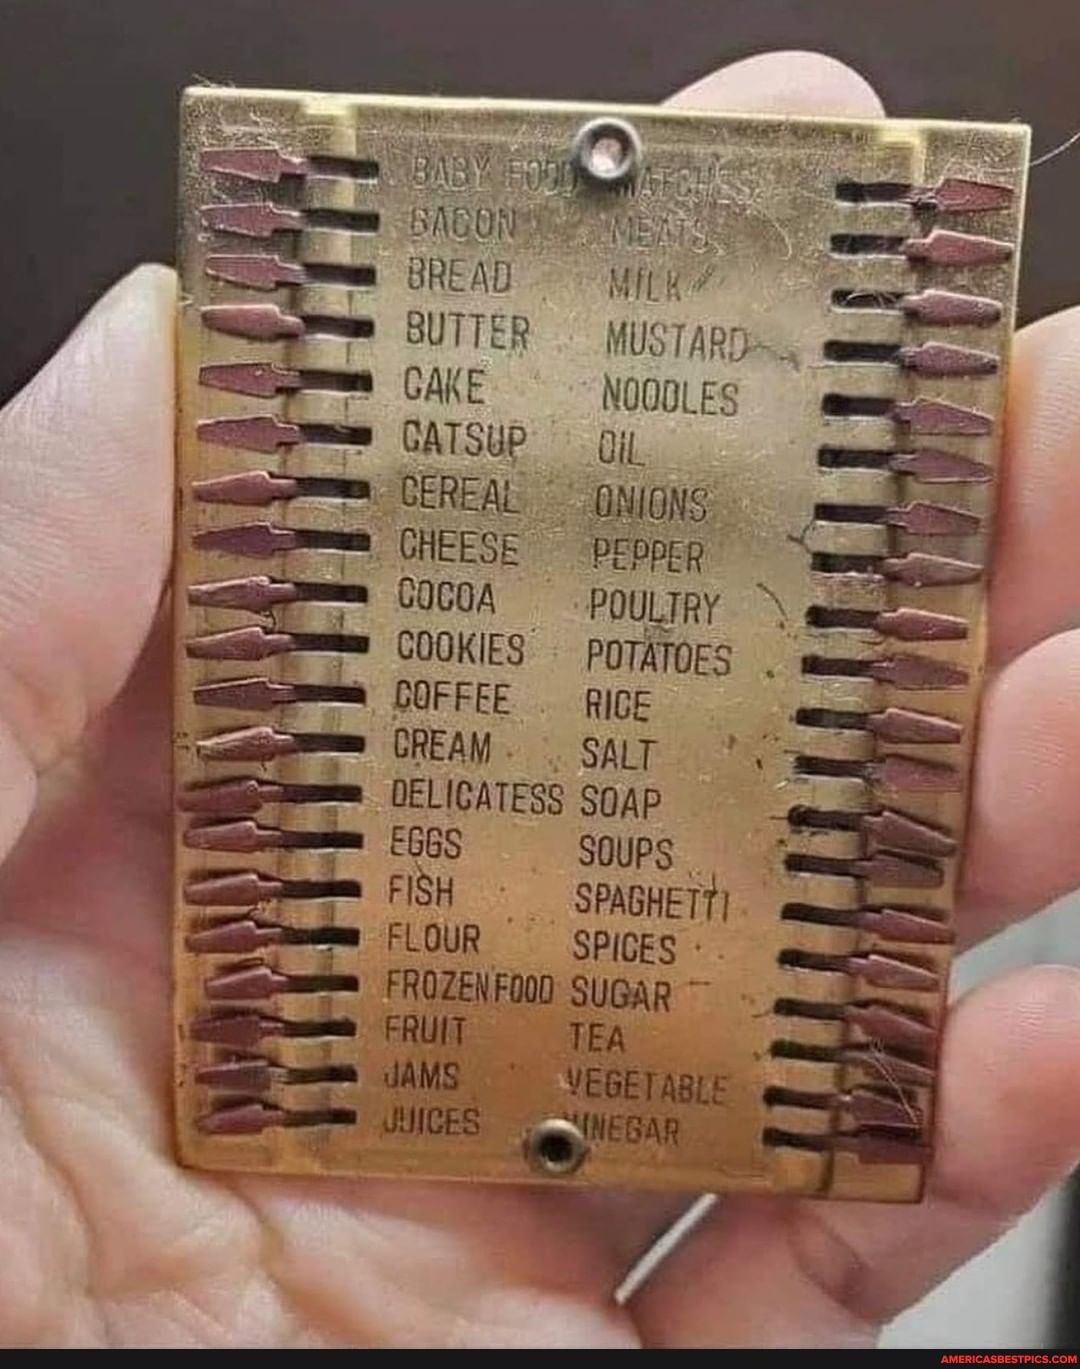 BABY FOOD MATCHES
BACON MEATS
BREAD MILK
BUTTER MUSTARD
CAKE NOODLES
CATSUP OIL
CEREAL ONIONS
CHEESE PEPPER
COCOA POULTRY
COOKIES POTATOES
COFFEE RICE
CREAM SALT
DELICATESS SOAP
EGGS SOUPS
FISH SPAGHETTI
FLOUR SPICES
FROZEN FOOD SUGAR
FRUIT TEA
JAMS VEGETABLE
JUICES VINEGAR
AMERICASBESTPICS.COM